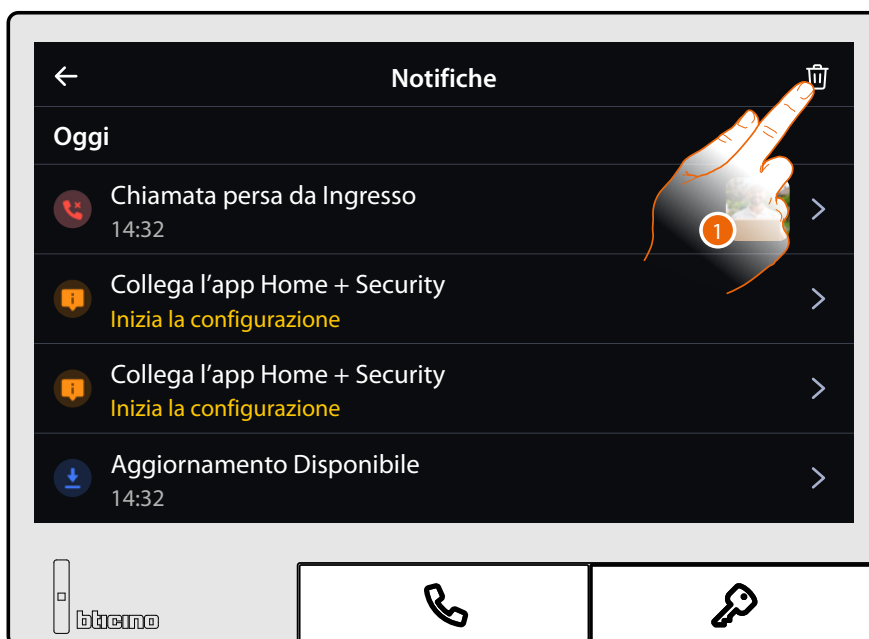 Notifiche
Oggi
Chiamata persa da Ingresso
14:32
1
Collega l’app Home + Security
Inizia la configurazione
Collega l’app Home + Security
Inizia la configurazione
Aggiornamento Disponibile
14:32
bticino